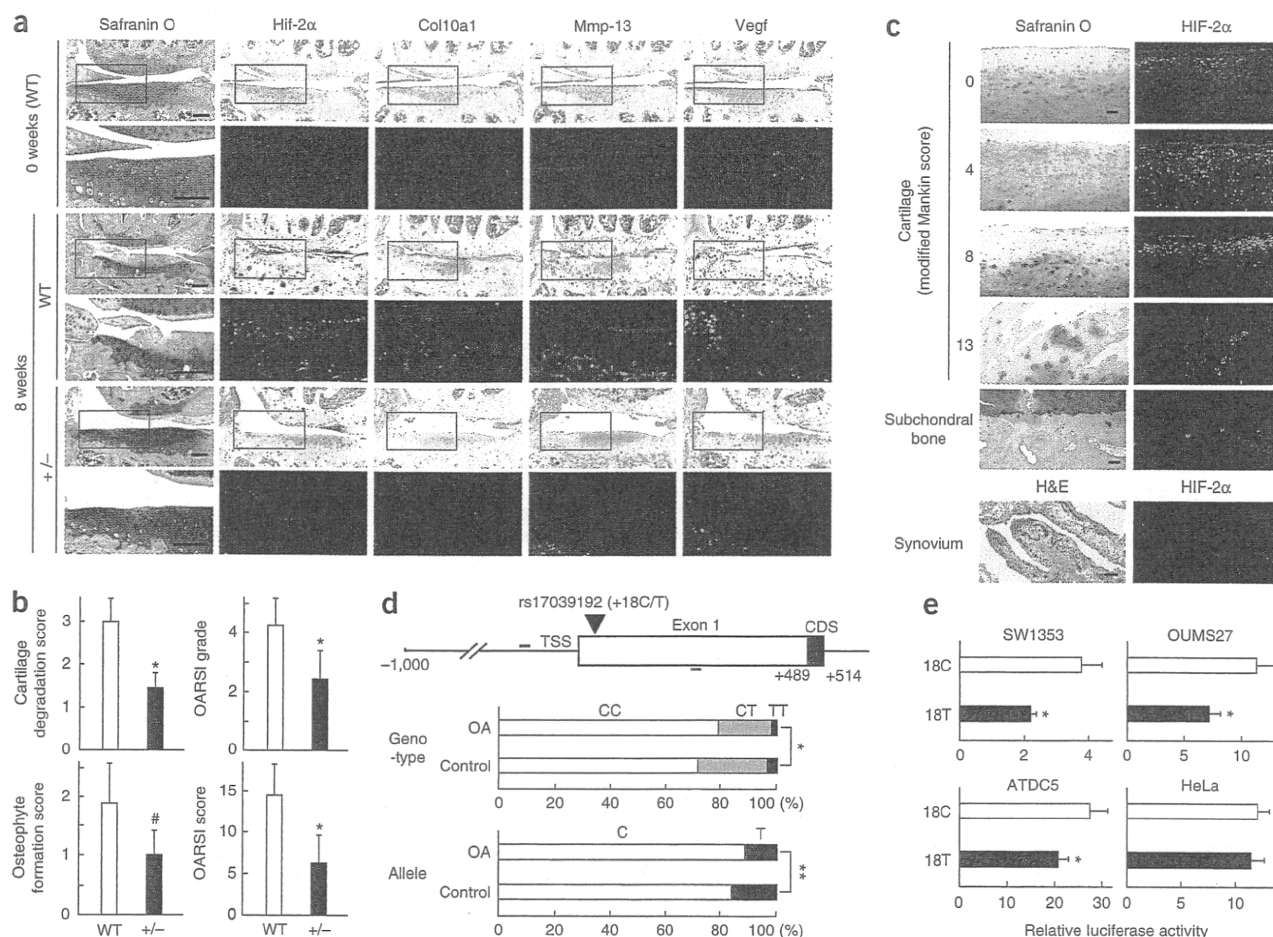 a
Safranin O Hif-2α Col10a1 Mmp-13 Vegf
0 weeks (WT)
8 weeks
WT
+/–
c
Safranin O HIF-2α
Cartilage
(modified Mankin score)
0
4
8
13
Subchondral
bone
H&E HIF-2α
Synovium
b
Cartilage
degradation score
3
2
1
0
*
OARSI grade
4
2
0
*
Osteophyte
formation score
2
1
0
#
WT +/–
OARSI score
15
10
5
0
*
WT +/–
d
rs17039192 (+18C/T)
TSS Exon 1 CDS
–1,000
+489 +514
CC CT TT
Geno
-type
OA
Control
*
0 20 40 60 80 100 (%)
C T
Allele
OA
Control
**
0 20 40 60 80 100 (%)
e
SW1353 OUMS27
18C
18T
*
*
0 2 4
0 5 10
ATDC5 HeLa
18C
18T
*
0 10 20 30
0 5 10
Relative luciferase activity